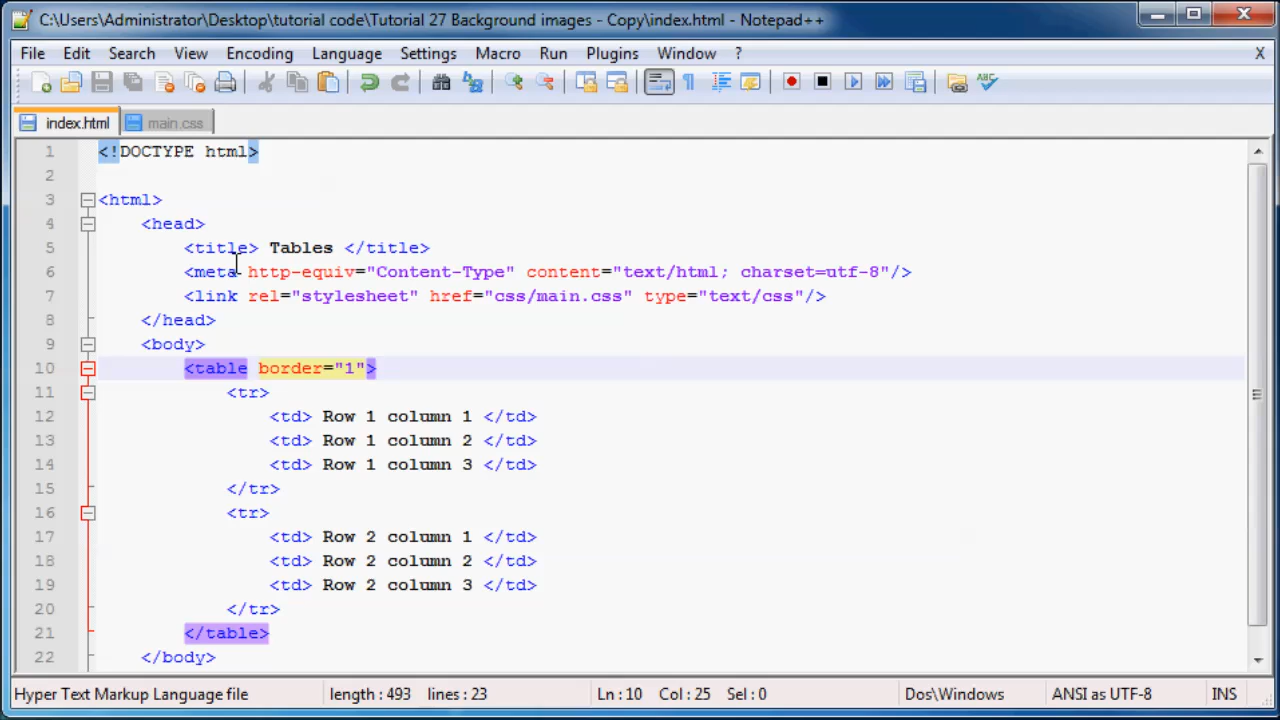 C:\Users\Administrator\Desktop\tutorial code\Tutorial 27 Background images - Copy\index.html - Notepad++
File Edit Search View Encoding Language Settings Macro Run Plugins Window ? X
index.html main.css
1 <!DOCTYPE html>
2
3 <html>
4 <head>
5 <title> Tables </title>
6 <meta http-equiv="Content-Type" content="text/html; charset=utf-8"/>
7 <link rel="stylesheet" href="css/main.css" type="text/css"/>
8 </head>
9 <body>
10 <table border="1">
11 <tr>
12 <td> Row 1 column 1 </td>
13 <td> Row 1 column 2 </td>
14 <td> Row 1 column 3 </td>
15 </tr>
16 <tr>
17 <td> Row 2 column 1 </td>
18 <td> Row 2 column 2 </td>
19 <td> Row 2 column 3 </td>
20 </tr>
21 </table>
22 </body>
Hyper Text Markup Language file length : 493 lines : 23 Ln : 10 Col : 25 Sel : 0 Dos\Windows ANSI as UTF-8 INS